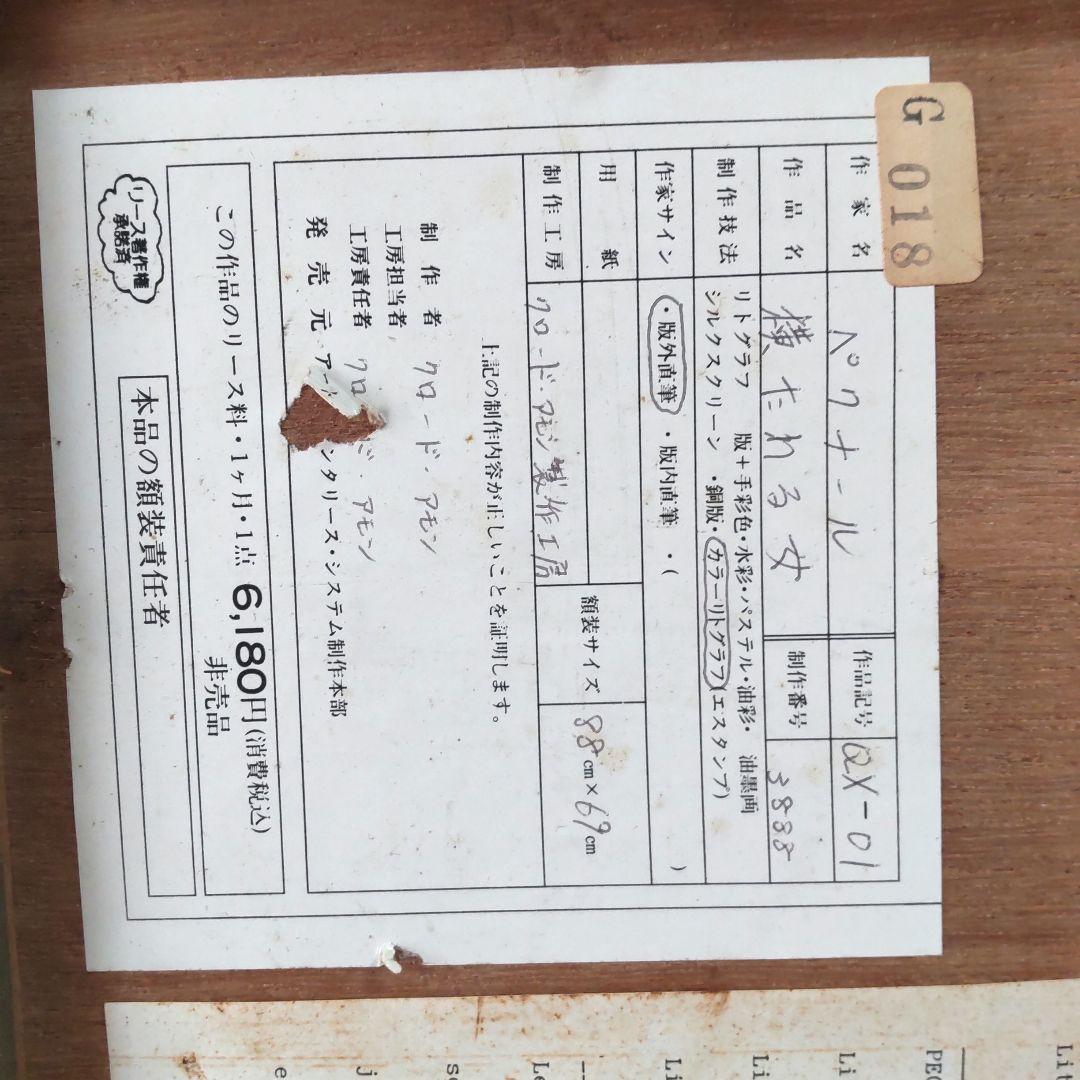 G 018
作家名 ペクナール 作品記号 QX-01
作品名 横たわる女 制作番号 3888
制作技法 リトグラフ 版+手彩色・水彩・パステル・油彩・ 油墨画
シルクスクリーン ・銅版・カラーリトグラフ(エスタンプ)
作家サイン ・版外直筆 ・版内直筆 ・( )
用紙 額装サイズ 88cm×69cm
制作工房 クロード・アモン製作工房
上記の制作内容が正しいことを証明します。
制作者 クロード・アモン
工房担当者
工房責任者 クロ ド・アモン
発売元 アー ンタリース・システム制作本部
この作品のリース料・1ヶ月・1点 6,180円(消費税込)
非売品
リース著作権
承諾済
本品の額装責任者
Lit
PE
Li
Li
Li
--
Le
so
j
e